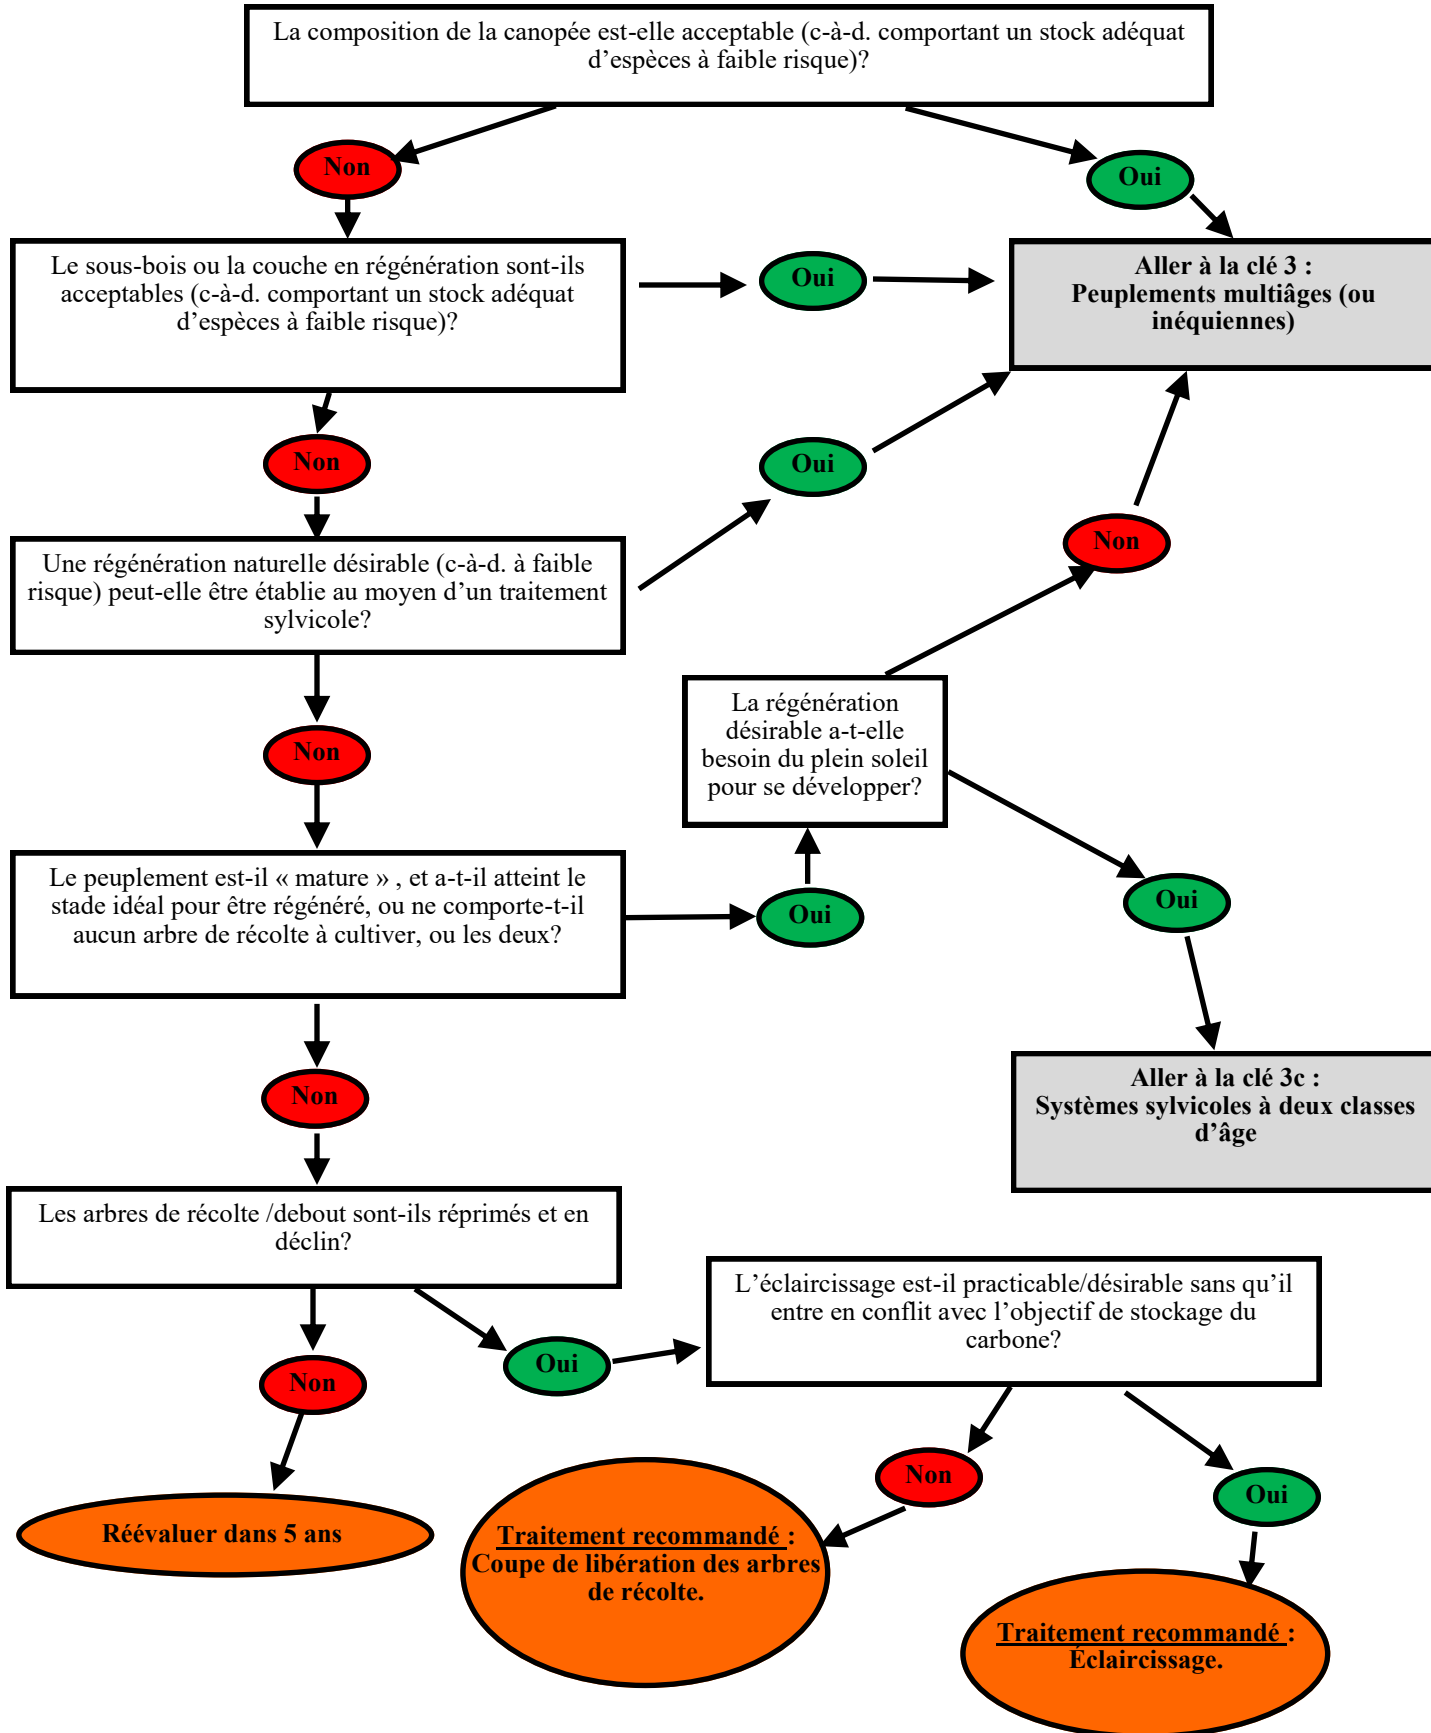 La composition de la canopée est-elle acceptable (c-à-d. comportant un stock adéquat
d’espèces à faible risque)?
Non
Oui
Le sous-bois ou la couche en régénération sont-ils
acceptables (c-à-d. comportant un stock adéquat
d’espèces à faible risque)?
Oui
Aller à la clé 3 :
Peuplements multiâges (ou
inéquiennes)
Non
Oui
Une régénération naturelle désirable (c-à-d. à faible
risque) peut-elle être établie au moyen d’un traitement
sylvicole?
Non
Non
La régénération
désirable a-t-elle
besoin du plein soleil
pour se développer?
Le peuplement est-il « mature » , et a-t-il atteint le
stade idéal pour être régénéré, ou ne comporte-t-il
aucun arbre de récolte à cultiver, ou les deux?
Oui
Oui
Non
Aller à la clé 3c :
Systèmes sylvicoles à deux classes
d’âge
Les arbres de récolte /debout sont-ils réprimés et en
déclin?
Non
Oui
L’éclaircissage est-il practicable/désirable sans qu’il
entre en conflit avec l’objectif de stockage du
carbone?
Non
Oui
Réévaluer dans 5 ans
Traitement recommandé :
Coupe de libération des arbres
de récolte.
Traitement recommandé :
Éclaircissage.